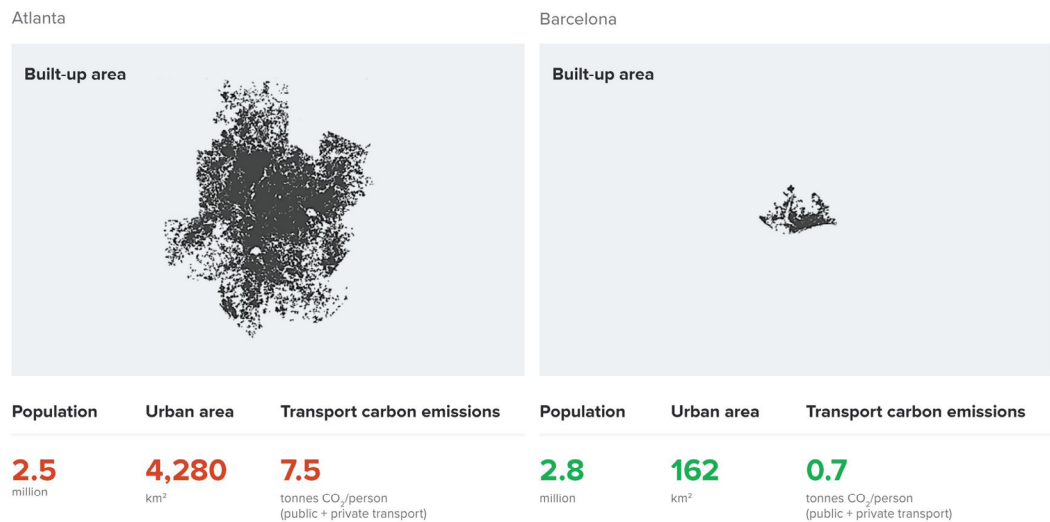 Atlanta
Built-up area
Population Urban area Transport carbon emissions
2.5 4,280 7.5
million km² tonnes CO₂/person
(public + private transport)
Barcelona
Built-up area
Population Urban area Transport carbon emissions
2.8 162 0.7
million km² tonnes CO₂/person
(public + private transport)